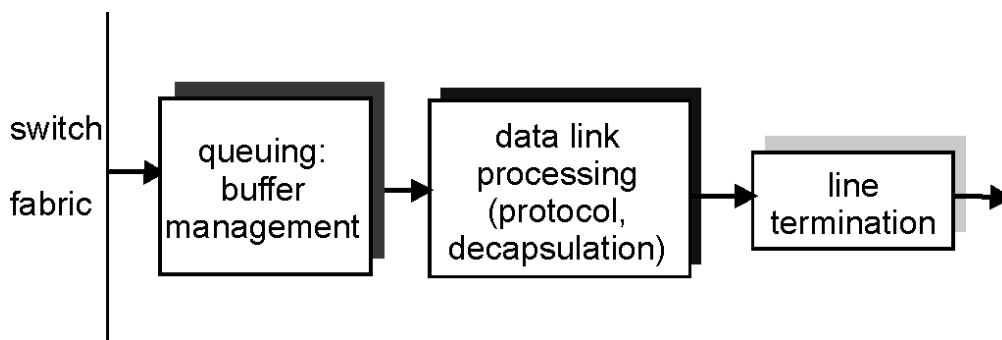 switch
fabric
queuing:
buffer
management
data link
processing
(protocol,
decapsulation)
line
termination